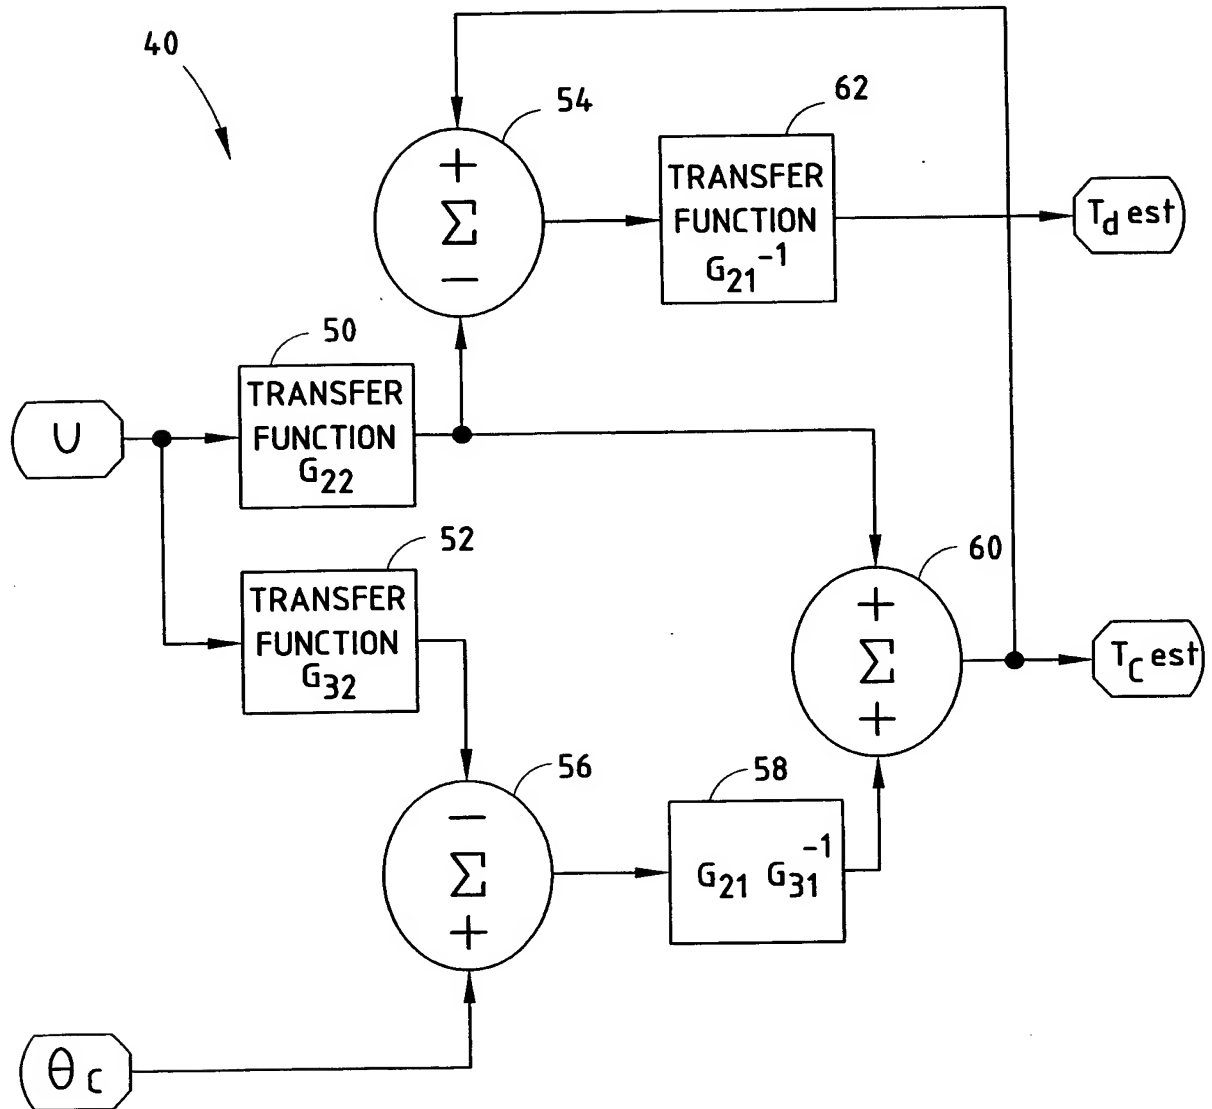 40
54
62
+
Σ
−
TRANSFER
FUNCTION
G21⁻¹
Td est
50
U
TRANSFER
FUNCTION
G22
52
TRANSFER
FUNCTION
G32
60
+
Σ
+
TC est
56
−
Σ
+
58
G21 G31⁻¹
θC